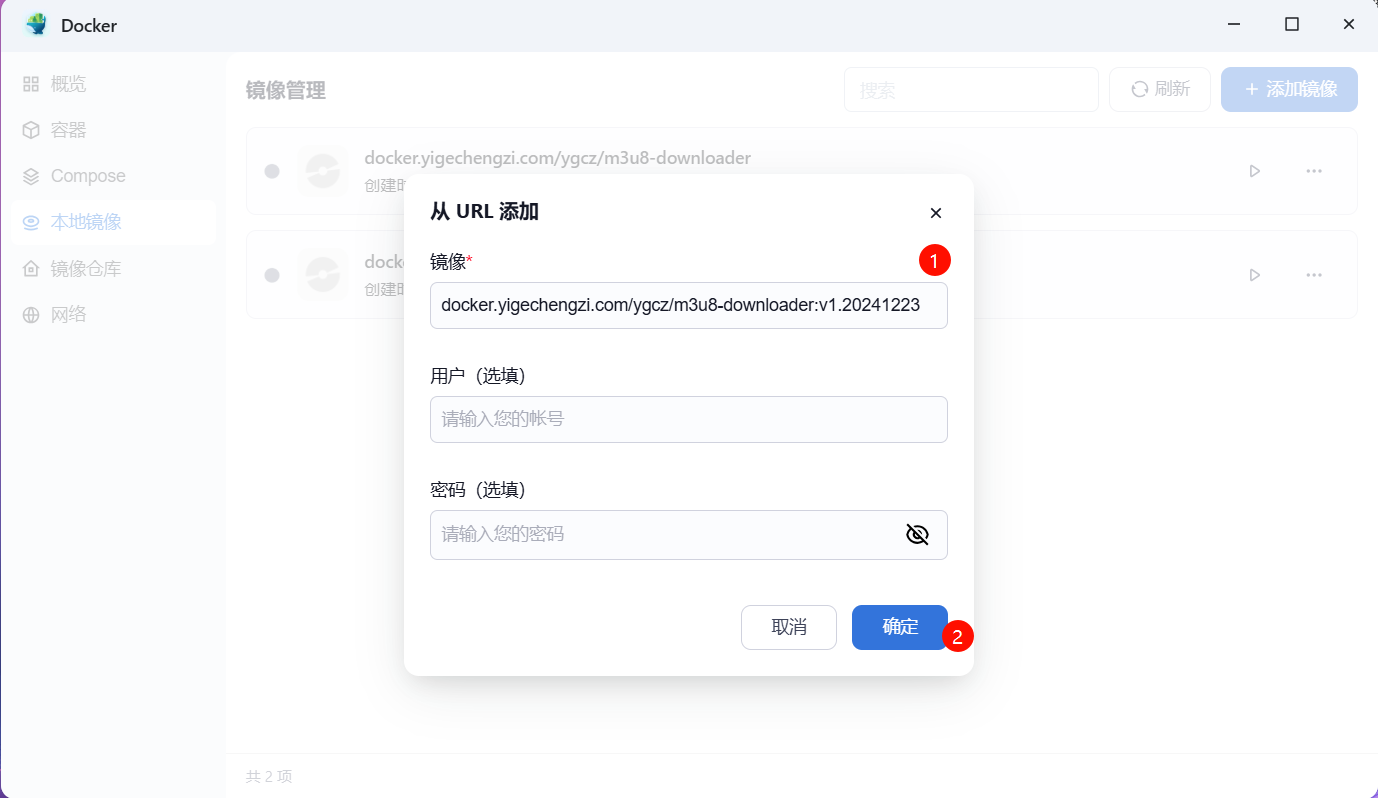 Docker
概览
容器
Compose
本地镜像
镜像仓库
网络
镜像管理
搜索
刷新
+ 添加镜像
docker.yigechengzi.com/ygcz/m3u8-downloader
创建时
dock
创建时
从 URL 添加
镜像*
1
docker.yigechengzi.com/ygcz/m3u8-downloader:v1.20241223
用户（选填）
请输入您的帐号
密码（选填）
请输入您的密码
取消
确定
2
共 2 项